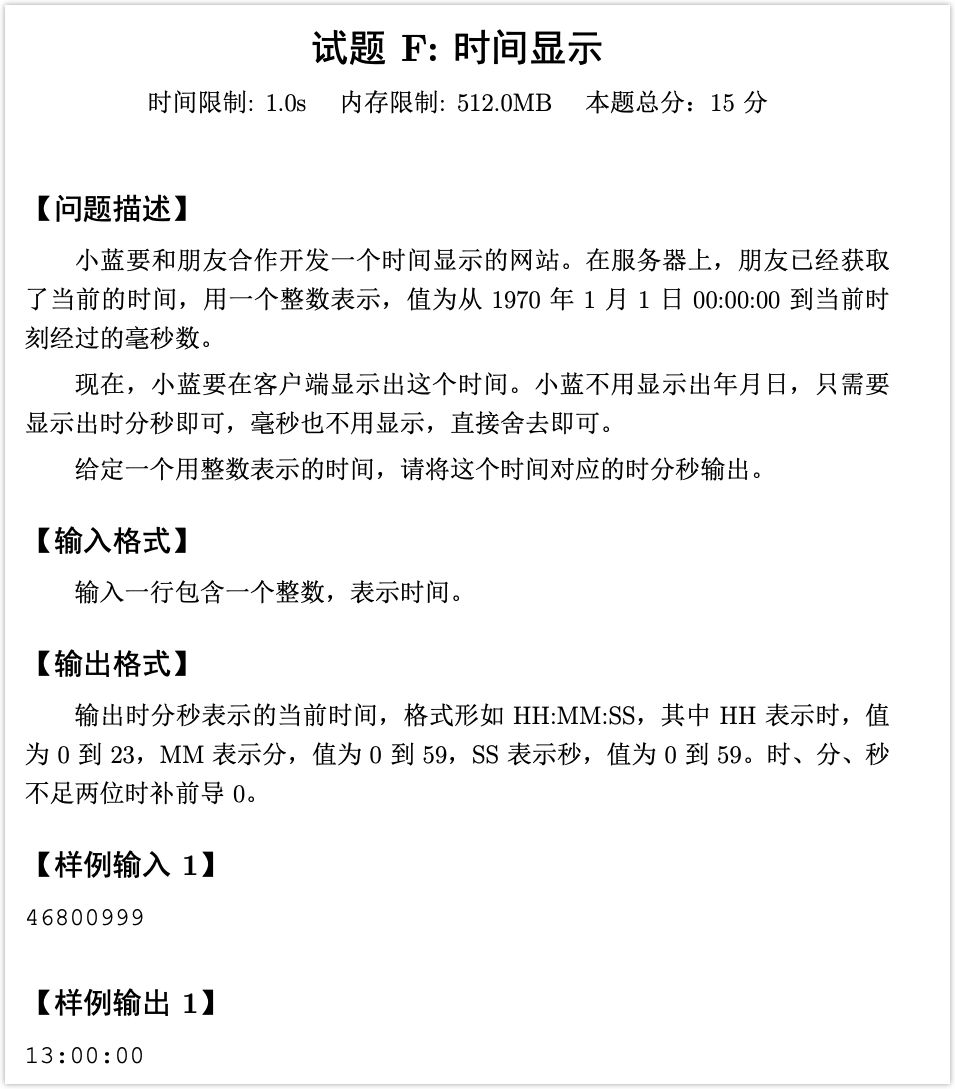 试题 F: 时间显示
时间限制: 1.0s 内存限制: 512.0MB 本题总分：15 分
【问题描述】
小蓝要和朋友合作开发一个时间显示的网站。在服务器上，朋友已经获取
了当前的时间，用一个整数表示，值为从 1970 年 1 月 1 日 00:00:00 到当前时
刻经过的毫秒数。
现在，小蓝要在客户端显示出这个时间。小蓝不用显示出年月日，只需要
显示出时分秒即可，毫秒也不用显示，直接舍去即可。
给定一个用整数表示的时间，请将这个时间对应的时分秒输出。
【输入格式】
输入一行包含一个整数，表示时间。
【输出格式】
输出时分秒表示的当前时间，格式形如 HH:MM:SS，其中 HH 表示时，值
为 0 到 23，MM 表示分，值为 0 到 59，SS 表示秒，值为 0 到 59。时、分、秒
不足两位时补前导 0。
【样例输入 1】
46800999
【样例输出 1】
13:00:00